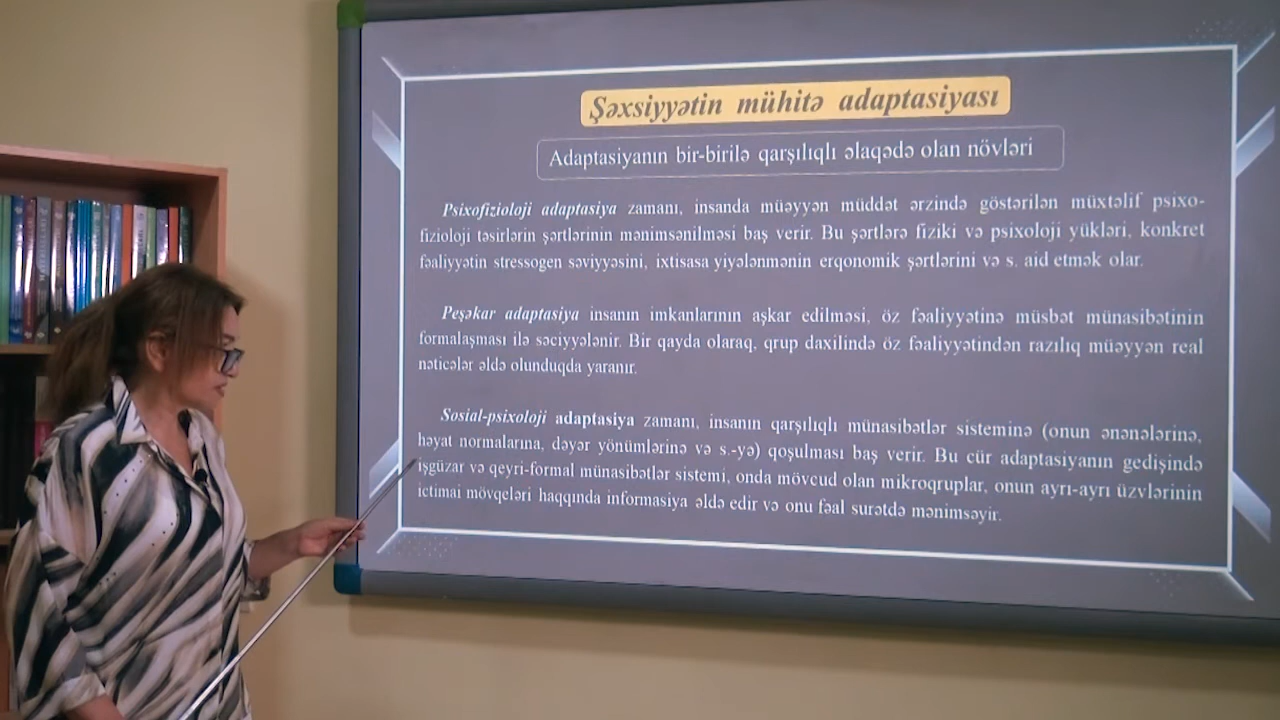 Şəxsiyyətin mühitə adaptasiyası
Adaptasiyanın bir-birilə qarşılıqlı əlaqədə olan növləri
Psixofizioloji adaptasiya zamanı, insanda müəyyən müddət ərzində göstərilən müxtəlif psixo-
fizioloji təsirlərin şərtlərinin mənimsənilməsi baş verir. Bu şərtlərə fiziki və psixoloji yükləri, konkret
fəaliyyətin stressogen səviyyəsini, ixtisasa yiyələnmənin erqonomik şərtlərini və s. aid etmək olar.
Peşəkar adaptasiya insanın imkanlarının aşkar edilməsi, öz fəaliyyətinə müsbət münasibətinin
formalaşması ilə səciyyələnir. Bir qayda olaraq, qrup daxilində öz fəaliyyətindən razılıq müəyyən real
nəticələr əldə olunduqda yaranır.
Sosial-psixoloji adaptasiya zamanı, insanın qarşılıqlı münasibətlər sisteminə (onun ənənələrinə,
həyat normalarına, dəyər yönümlərinə və s.-yə) qoşulması baş verir. Bu cür adaptasiyanın gedişində
işgüzar və qeyri-formal münasibətlər sistemi, onda mövcud olan mikroqruplar, onun ayrı-ayrı üzvlərinin
ictimai mövqeləri haqqında informasiya əldə edir və onu fəal surətdə mənimsəyir.